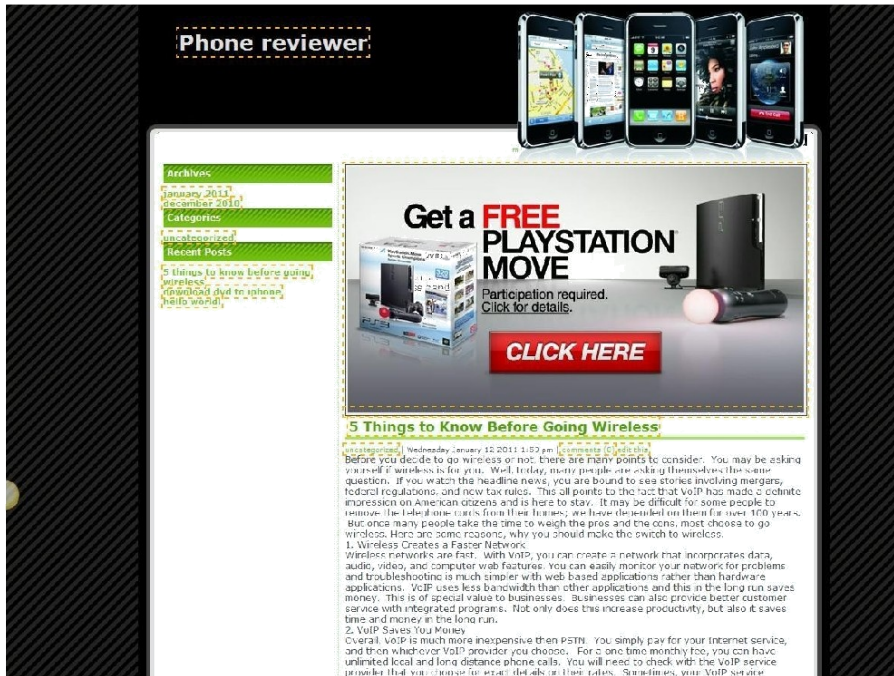 Phone reviewer
Archives
january 2011
december 2010
Categories
uncategorized
Recent Posts
5 things to know before going
wireless
download dvd to iphone
hello world!
Get a FREE
PLAYSTATION
MOVE
Participation required.
Click for details.
CLICK HERE
5 Things to Know Before Going Wireless
uncategorized | Wednesday January 12 2011 1:53 pm | comments (0) edit this
Before you decide to go wireless or not, there are many points to consider. You may be asking
yourself if wireless is for you. Well, today, many people are asking themselves the same
question. If you watch the headline news, you are bound to see stories involving mergers,
federal regulations, and new tax rules. This all points to the fact that VoIP has made a definite
impression on American citizens and is here to stay. It may be difficult for some people to
remove the telephone cords from their homes; we have depended on them for over 100 years.
But once many people take the time to weigh the pros and the cons, most choose to go
wireless. Here are some reasons, why you should make the switch to wireless.
1. Wireless Creates a Faster Network
Wireless networks are fast. With VoIP, you can create a network that incorporates data,
audio, video, and computer web features. You can easily monitor your network for problems
and troubleshooting is much simpler with web based applications rather than hardware
applications. VoIP uses less bandwidth than other applications and this in the long run saves
money. This is of special value to businesses. Businesses can also provide better customer
service with integrated programs. Not only does this increase productivity, but also it saves
time and money in the long run.
2. VoIP Saves You Money
Overall, VoIP is much more inexpensive then PSTN. You simply pay for your Internet service,
and then whichever VoIP provider you choose. For a one time monthly fee, you can have
unlimited local and long distance phone calls. You will need to check with the VoIP service
provider that you choose for exact details on their rates. Sometimes, your VoIP service